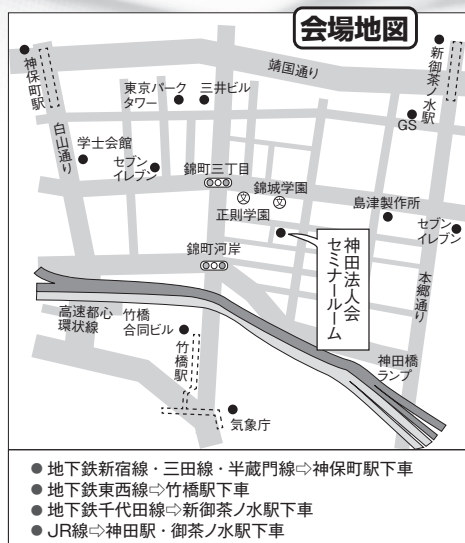 会場地図
神保町駅
靖国通り
新御茶ノ水駅
東京パーク
タワー
三井ビル
白山通り
GS
学士会館
セブン
イレブン
錦町三丁目
錦城学園
文
文
正則学園
島津製作所
セブン
イレブン
錦町河岸
神田法人会
セミナールーム
本郷通り
高速都心
環状線
竹橋
合同ビル
竹橋駅
神田橋
ランプ
気象庁
● 地下鉄新宿線・三田線・半蔵門線⇨神保町駅下車
● 地下鉄東西線⇨竹橋駅下車
● 地下鉄千代田線⇨新御茶ノ水駅下車
● JR線⇨神田駅・御茶ノ水駅下車